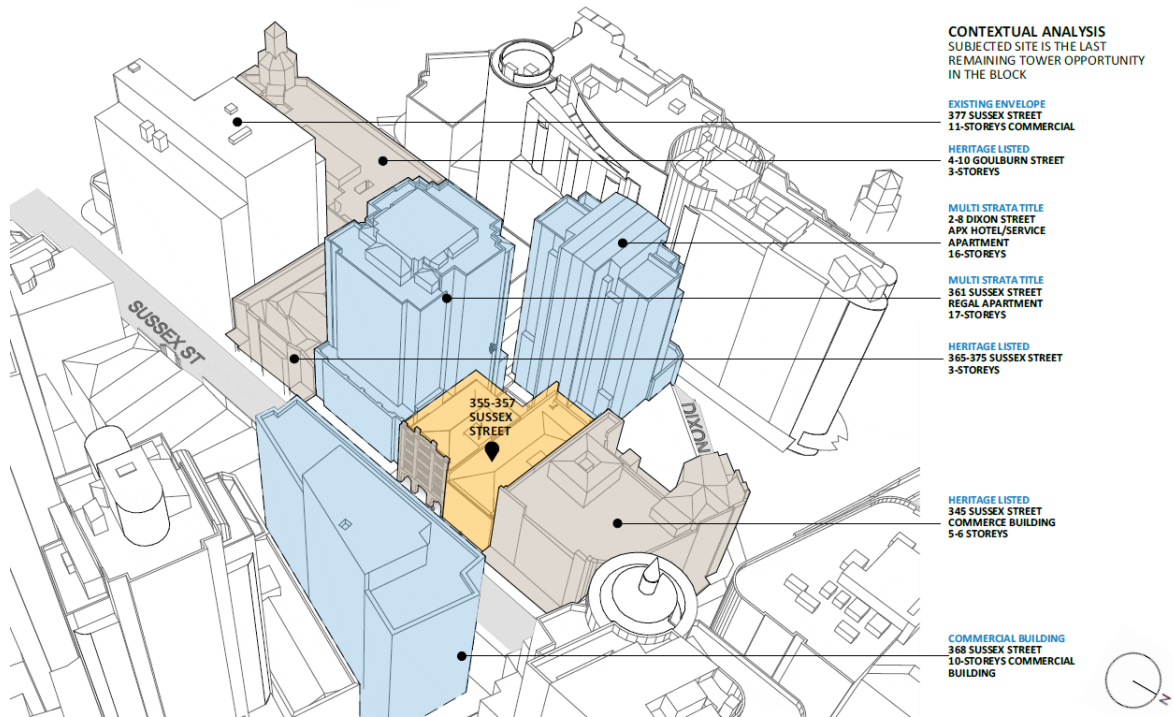 CONTEXTUAL ANALYSIS
SUBJECTED SITE IS THE LAST
REMAINING TOWER OPPORTUNITY
IN THE BLOCK
EXISTING ENVELOPE
377 SUSSEX STREET
11-STOREYS COMMERCIAL
HERITAGE LISTED
4-10 GOULBURN STREET
3-STOREYS
MULTI STRATA TITLE
2-8 DIXON STREET
APX HOTEL/SERVICE
APARTMENT
16-STOREYS
MULTI STRATA TITLE
361 SUSSEX STREET
REGAL APARTMENT
17-STOREYS
HERITAGE LISTED
365-375 SUSSEX STREET
3-STOREYS
SUSSEX ST
355-357
SUSSEX
STREET
DIXON
HERITAGE LISTED
345 SUSSEX STREET
COMMERCE BUILDING
5-6 STOREYS
COMMERCIAL BUILDING
368 SUSSEX STREET
10-STOREYS COMMERCIAL
BUILDING
N